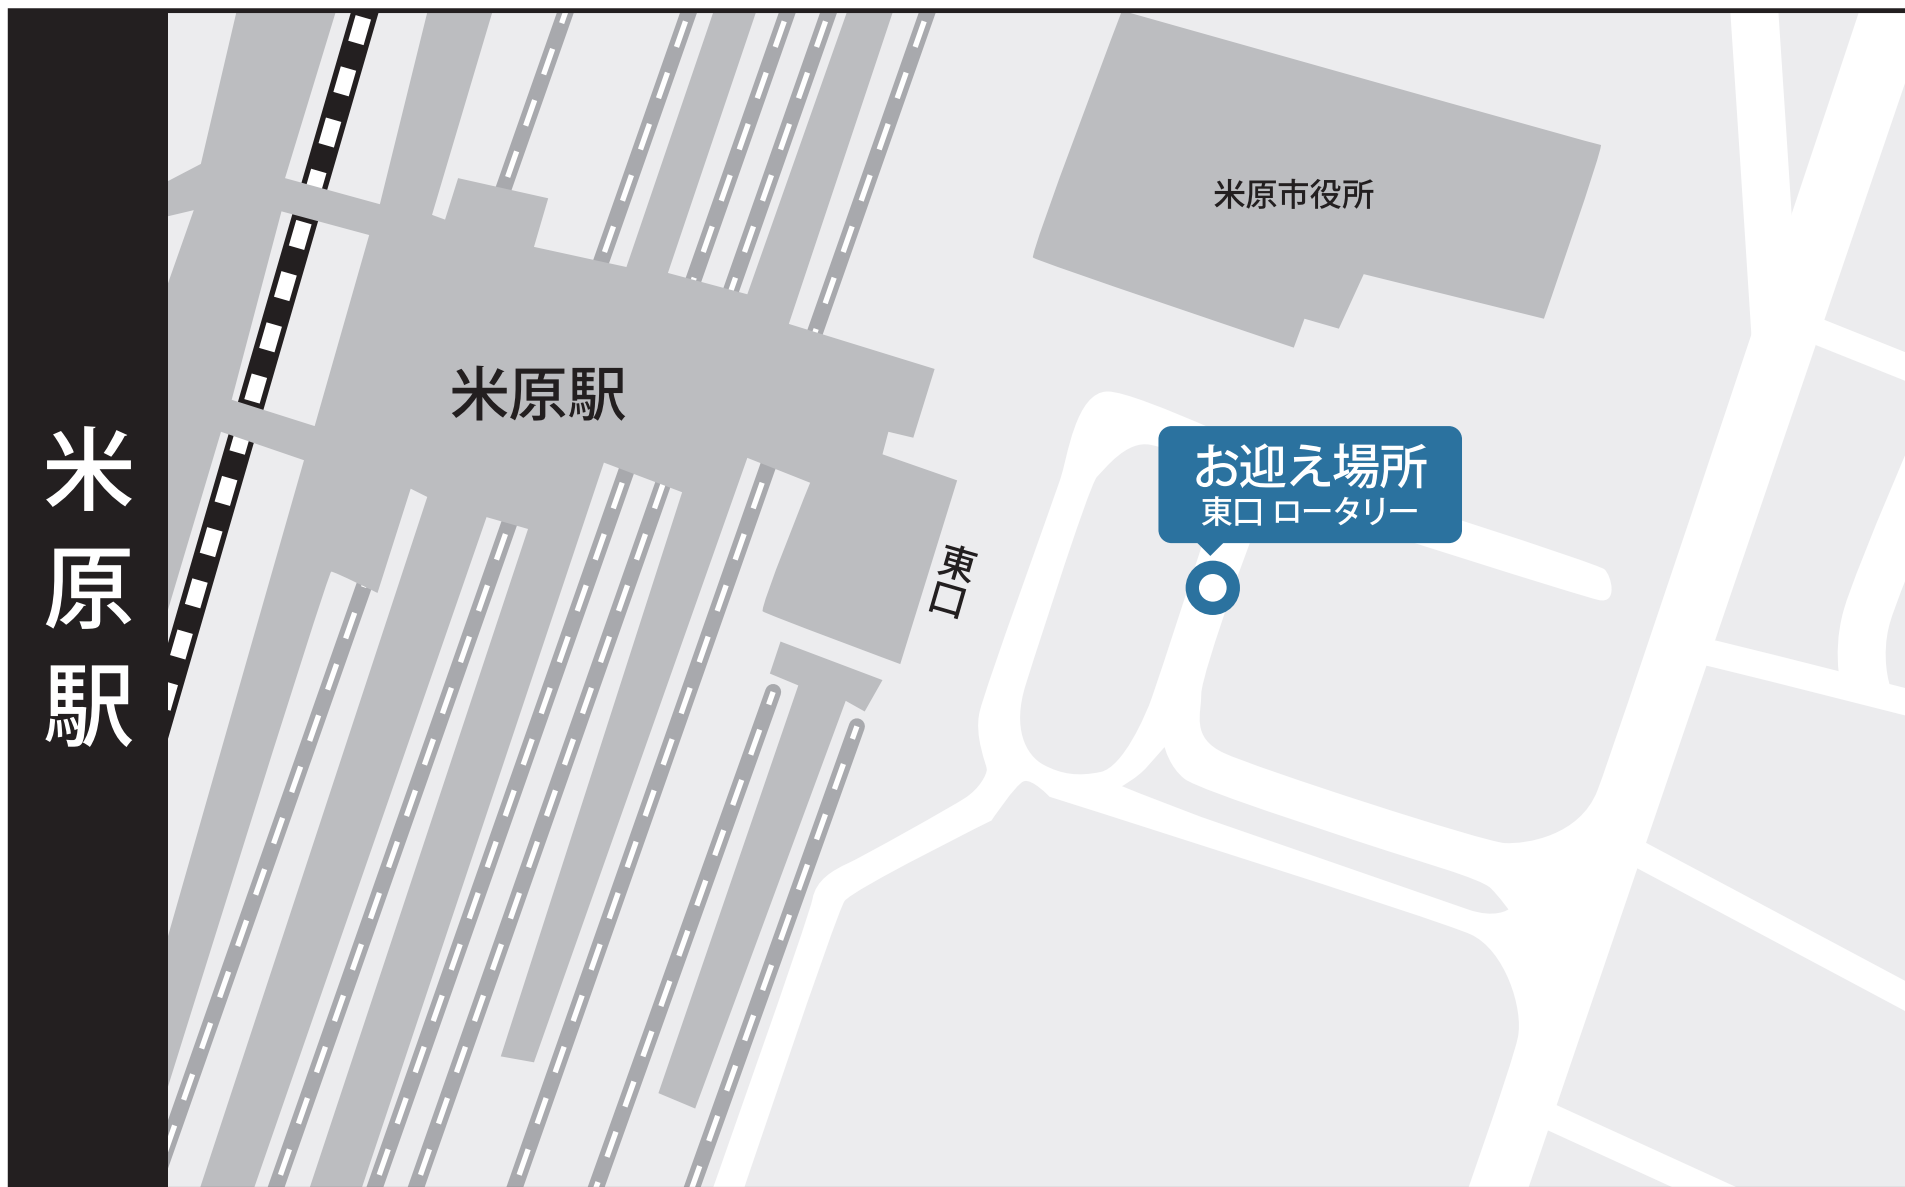 米原駅
米原市役所
米原駅
お迎え場所
東口 ロータリー
東口